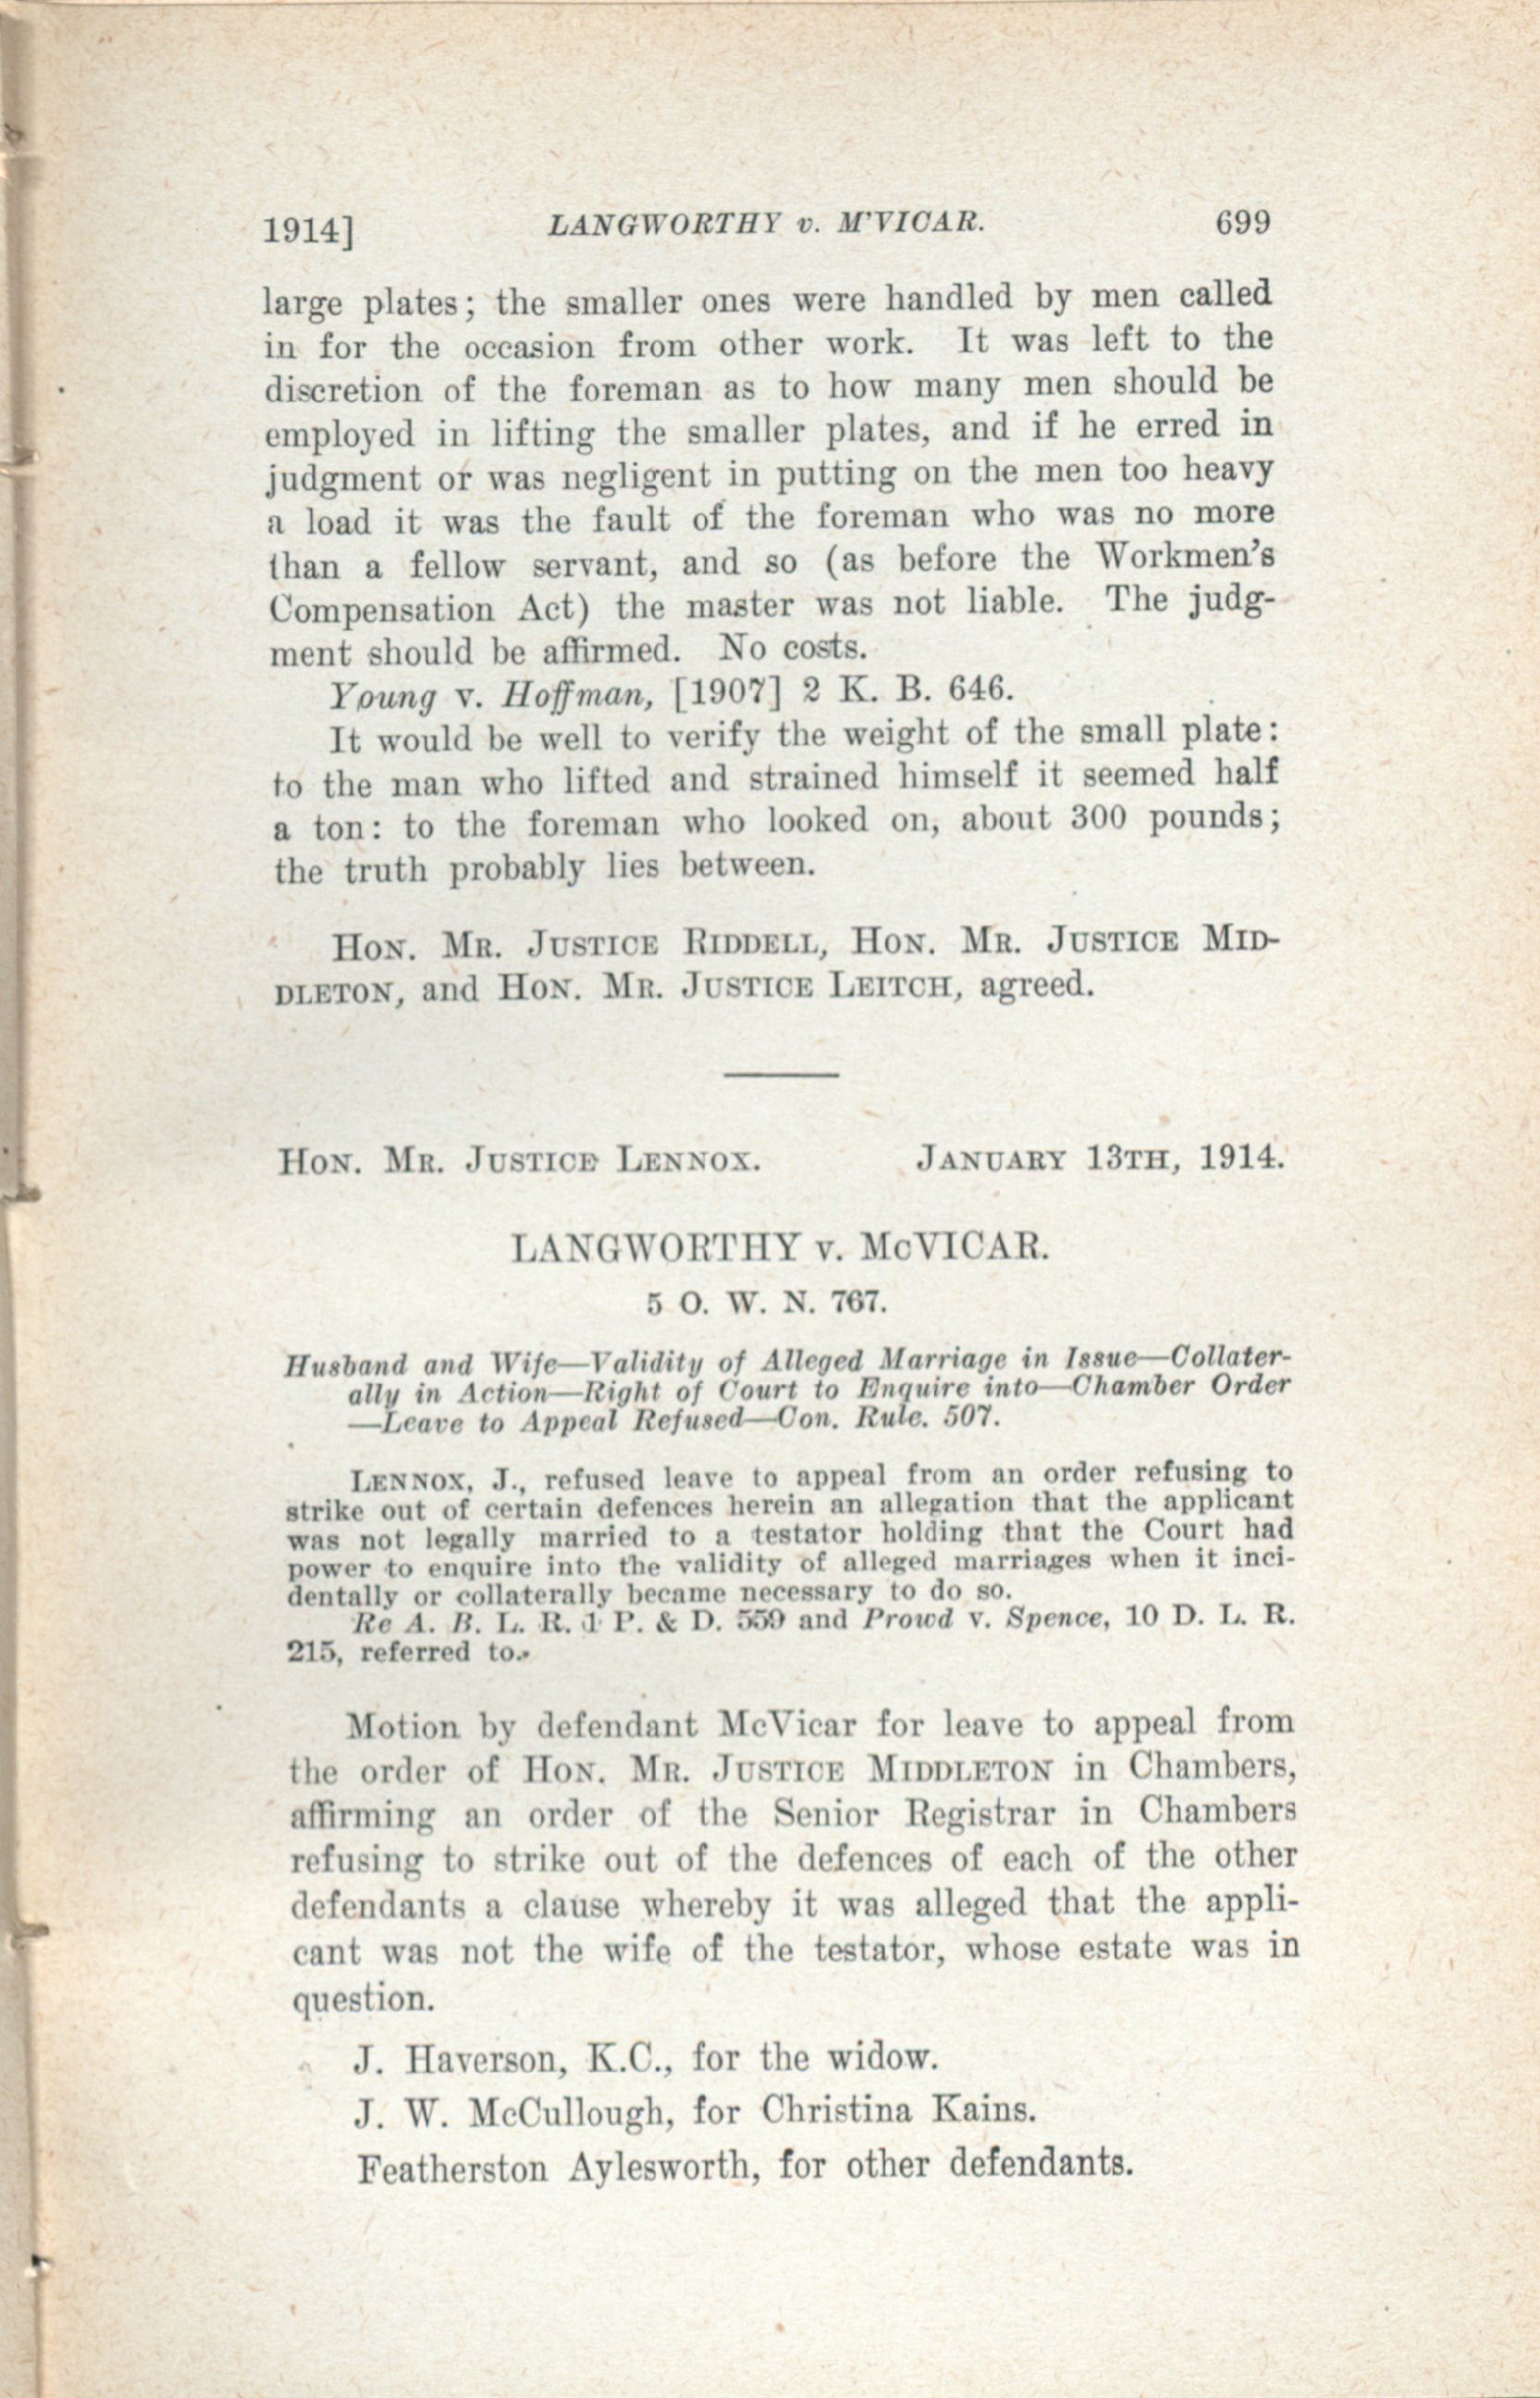 1914] LANGWORTHY v. M'VICAR. 699
large plates; the smaller ones were handled by men called
in for the occasion from other work. It was left to the
discretion of the foreman as to how many men should be
employed in lifting the smaller plates, and if he erred in
judgment or was negligent in putting on the men too heavy
a load it was the fault of the foreman who was no more
than a fellow servant, and so (as before the Workmen's
Compensation Act) the master was not liable. The judg-
ment should be affirmed. No costs.
Young v. Hoffman, [1907] 2 K. B. 646.
It would be well to verify the weight of the small plate:
to the man who lifted and strained himself it seemed half
a ton: to the foreman who looked on, about 300 pounds;
the truth probably lies between.
HON. MR. JUSTICE RIDDELL, HON. MR. JUSTICE MID-
DLETON, and HON. MR. JUSTICE LEITCH, agreed.
HON. MR. JUSTICE LENNOX. JANUARY 13TH, 1914.
LANGWORTHY v. McVICAR.
5 O. W. N. 767.
Husband and Wife—Validity of Alleged Marriage in Issue—Collater-
ally in Action—Right of Court to Enquire into—Chamber Order
—Leave to Appeal Refused—Con. Rule. 507.
LENNOX, J., refused leave to appeal from an order refusing to
strike out of certain defences herein an allegation that the applicant
was not legally married to a testator holding that the Court had
power to enquire into the validity of alleged marriages when it inci-
dentally or collaterally became necessary to do so.
Re A. B. L. R. 1 P. & D. 559 and Prowd v. Spence, 10 D. L. R.
215, referred to.
Motion by defendant McVicar for leave to appeal from
the order of HON. MR. JUSTICE MIDDLETON in Chambers,
affirming an order of the Senior Registrar in Chambers
refusing to strike out of the defences of each of the other
defendants a clause whereby it was alleged that the appli-
cant was not the wife of the testator, whose estate was in
question.
J. Haverson, K.C., for the widow.
J. W. McCullough, for Christina Kains.
Featherston Aylesworth, for other defendants.